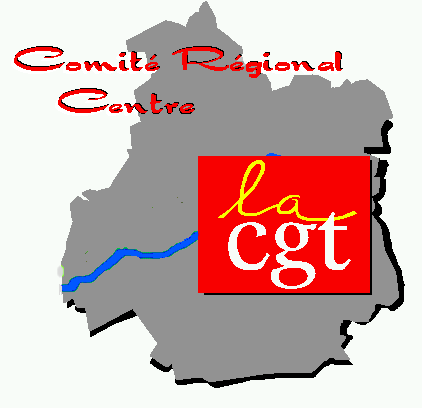 Comité Régional
Centre
la
cgt